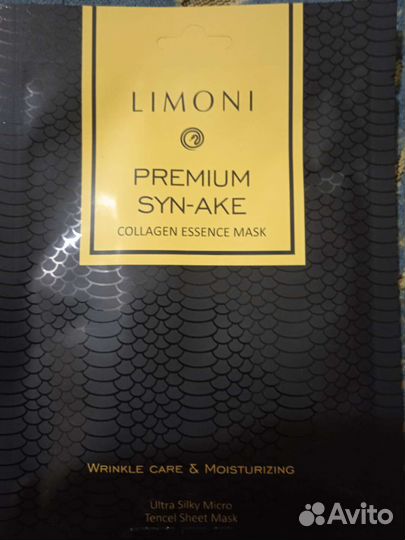 LIMONI
PREMIUM
SYN-AKE
COLLAGEN ESSENCE MASK
WRINKLE CARE & MOISTURIZING
Ultra Silky Micro
Tencel Sheet Mask
Avito